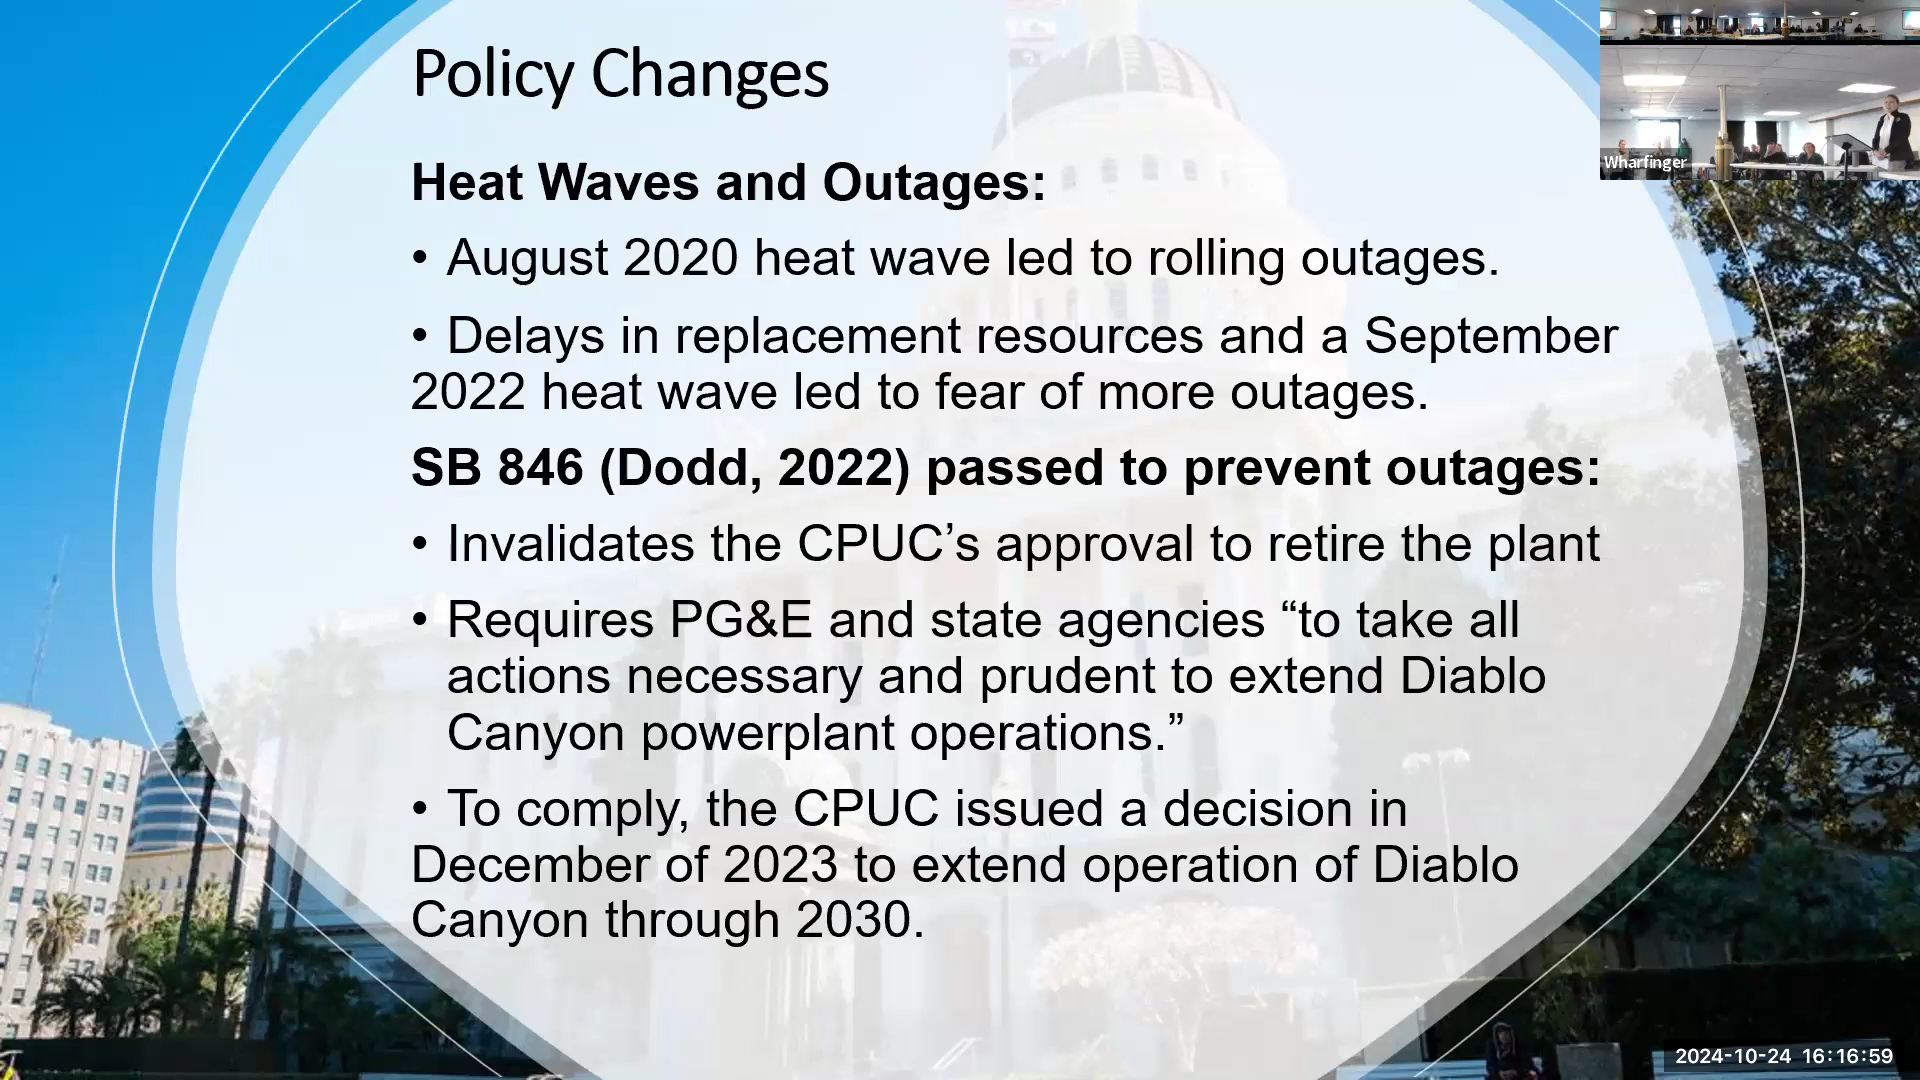 Policy Changes
Wharfinger
Heat Waves and Outages:
• August 2020 heat wave led to rolling outages.
• Delays in replacement resources and a September
2022 heat wave led to fear of more outages.
SB 846 (Dodd, 2022) passed to prevent outages:
• Invalidates the CPUC’s approval to retire the plant
• Requires PG&E and state agencies “to take all
actions necessary and prudent to extend Diablo
Canyon powerplant operations.”
• To comply, the CPUC issued a decision in
December of 2023 to extend operation of Diablo
Canyon through 2030.
2024-10-24 16:16:59